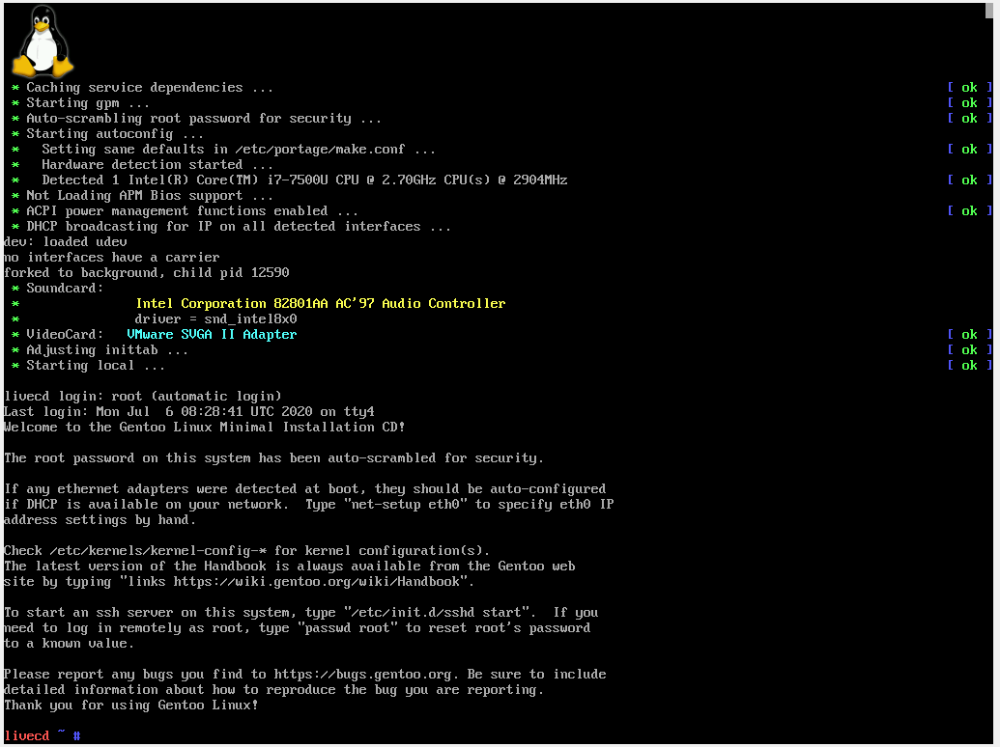 * Caching service dependencies ... [ ok ]
* Starting gpm ... [ ok ]
* Auto-scrambling root password for security ... [ ok ]
* Starting autoconfig ...
*   Setting sane defaults in /etc/portage/make.conf ... [ ok ]
*   Hardware detection started ...
*   Detected 1 Intel(R) Core(TM) i7-7500U CPU @ 2.70GHz CPU(s) @ 2904MHz [ ok ]
* Not Loading APM Bios support ...
* ACPI power management functions enabled ... [ ok ]
* DHCP broadcasting for IP on all detected interfaces ...
dev: loaded udev
no interfaces have a carrier
forked to background, child pid 12590
* Soundcard:
* Intel Corporation 82801AA AC'97 Audio Controller
* driver = snd_intel8x0
* VideoCard:   VMware SVGA II Adapter [ ok ]
* Adjusting inittab ... [ ok ]
* Starting local ... [ ok ]
livecd login: root (automatic login)
Last login: Mon Jul  6 08:28:41 UTC 2020 on tty4
Welcome to the Gentoo Linux Minimal Installation CD!
The root password on this system has been auto-scrambled for security.
If any ethernet adapters were detected at boot, they should be auto-configured
if DHCP is available on your network.  Type "net-setup eth0" to specify eth0 IP
address settings by hand.
Check /etc/kernels/kernel-config-* for kernel configuration(s).
The latest version of the Handbook is always available from the Gentoo web
site by typing "links https://wiki.gentoo.org/wiki/Handbook".
To start an ssh server on this system, type "/etc/init.d/sshd start".  If you
need to log in remotely as root, type "passwd root" to reset root's password
to a known value.
Please report any bugs you find to https://bugs.gentoo.org. Be sure to include
detailed information about how to reproduce the bug you are reporting.
Thank you for using Gentoo Linux!
livecd ~ #